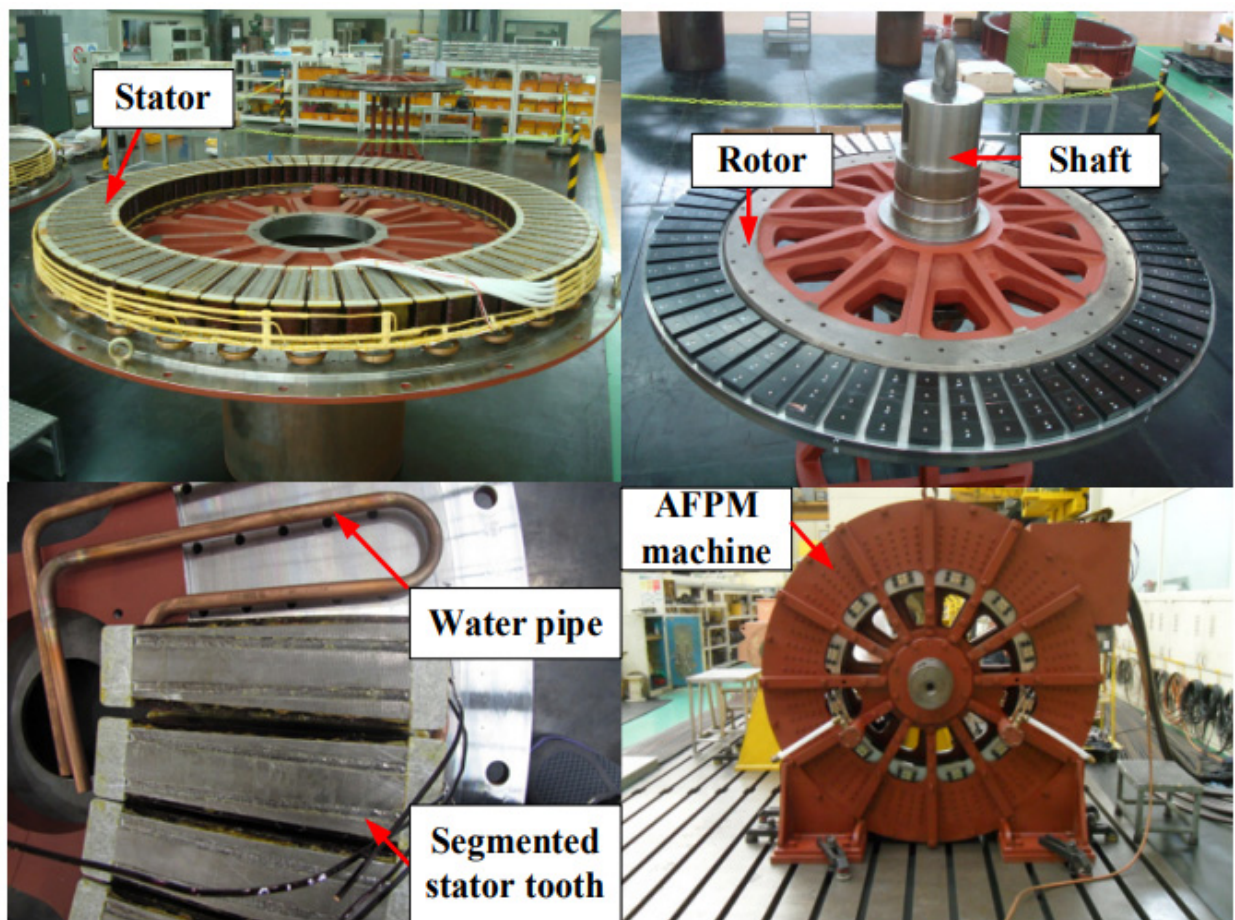 Stator
Rotor
Shaft
Water pipe
Segmented
stator tooth
AFPM
machine